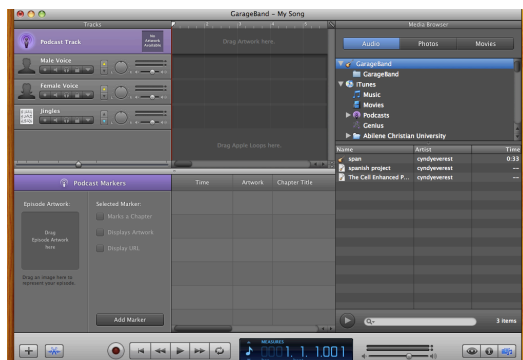 GarageBand – My Song
Tracks
Media Browser
Podcast Track
No Artwork Available
Male Voice
Female Voice
Jingles
Drag Artwork here.
Drag Apple Loops here.
Audio
Photos
Movies
GarageBand
GarageBand
iTunes
Music
Movies
Podcasts
Genius
Abilene Christian University
Name Artist Time
span cyndyeverest 0:33
spanish project cyndyeverest --
The Cell Enhanced P... cyndyeverest --
Podcast Markers
Time Artwork Chapter Title
Episode Artwork:
Drag
Episode Artwork
here
Drag an image here to
represent your episode.
Selected Marker:
Marks a Chapter
Displays Artwork
Display URL
Add Marker
3 items
MEASURES
0001. 1. 1.001